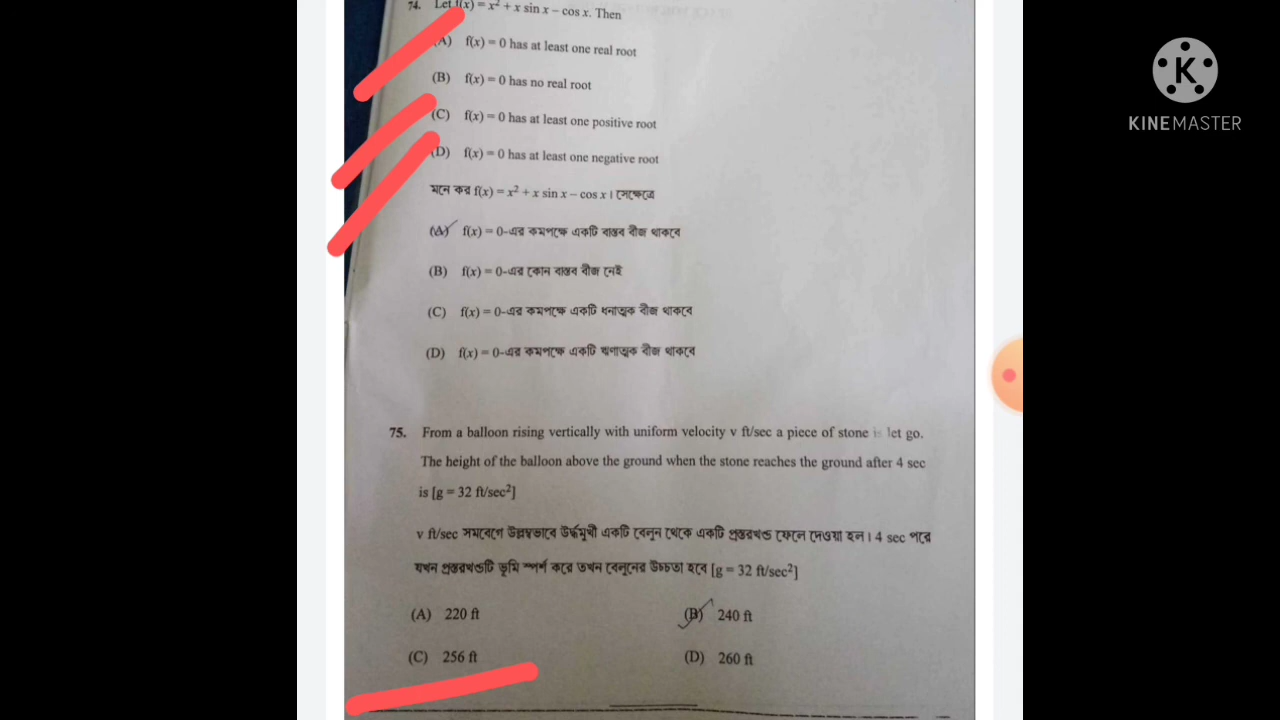 74. Let f(x) = x² + x sin x – cos x. Then
(A) f(x) = 0 has at least one real root
(B) f(x) = 0 has no real root
(C) f(x) = 0 has at least one positive root
(D) f(x) = 0 has at least one negative root
মনে কর f(x) = x² + x sin x – cos x । সেক্ষেত্রে
(A) f(x) = 0-এর কমপক্ষে একটি বাস্তব বীজ থাকবে
(B) f(x) = 0-এর কোন বাস্তব বীজ নেই
(C) f(x) = 0-এর কমপক্ষে একটি ধনাত্মক বীজ থাকবে
(D) f(x) = 0-এর কমপক্ষে একটি ঋণাত্মক বীজ থাকবে
75. From a balloon rising vertically with uniform velocity v ft/sec a piece of stone is let go.
The height of the balloon above the ground when the stone reaches the ground after 4 sec
is [g = 32 ft/sec²]
v ft/sec সমবেগে উল্লম্বভাবে উর্দ্ধমুখী একটি বেলুন থেকে একটি প্রস্তরখন্ড ফেলে দেওয়া হল। 4 sec পরে
যখন প্রস্তরখন্ডটি ভূমি স্পর্শ করে তখন বেলুনের উচ্চতা হবে [g = 32 ft/sec²]
(A) 220 ft (B) 240 ft
(C) 256 ft (D) 260 ft
K
KINEMASTER